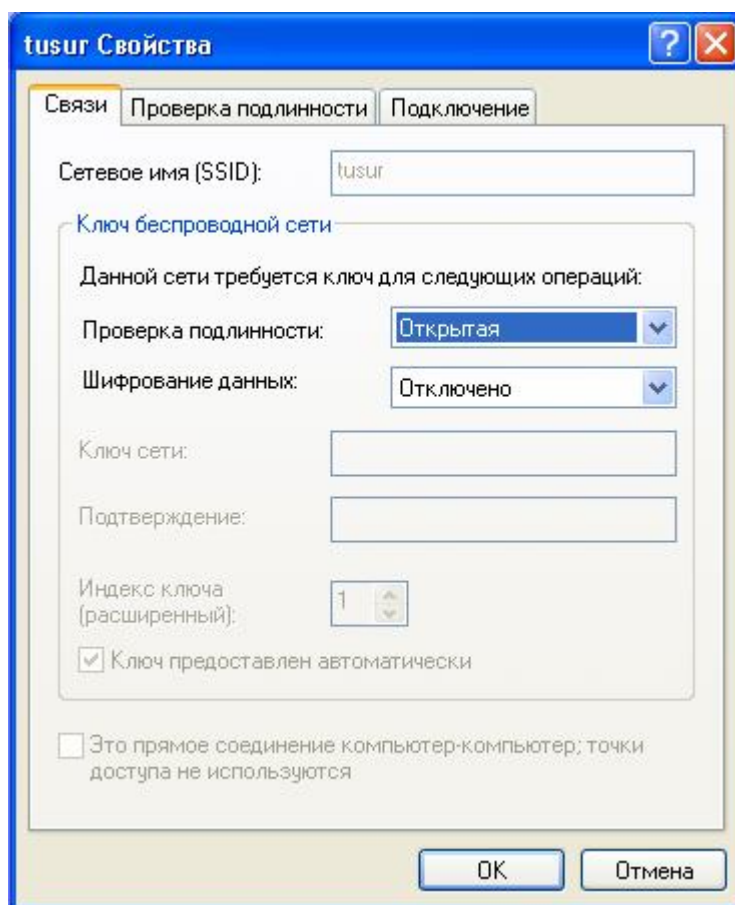 tusur Свойства
Связи Проверка подлинности Подключение
Сетевое имя (SSID): tusur
Ключ беспроводной сети
Данной сети требуется ключ для следующих операций:
Проверка подлинности: Открытая
Шифрование данных: Отключено
Ключ сети:
Подтверждение:
Индекс ключа
(расширенный): 1
Ключ предоставлен автоматически
Это прямое соединение компьютер-компьютер; точки
доступа не используются
OK Отмена